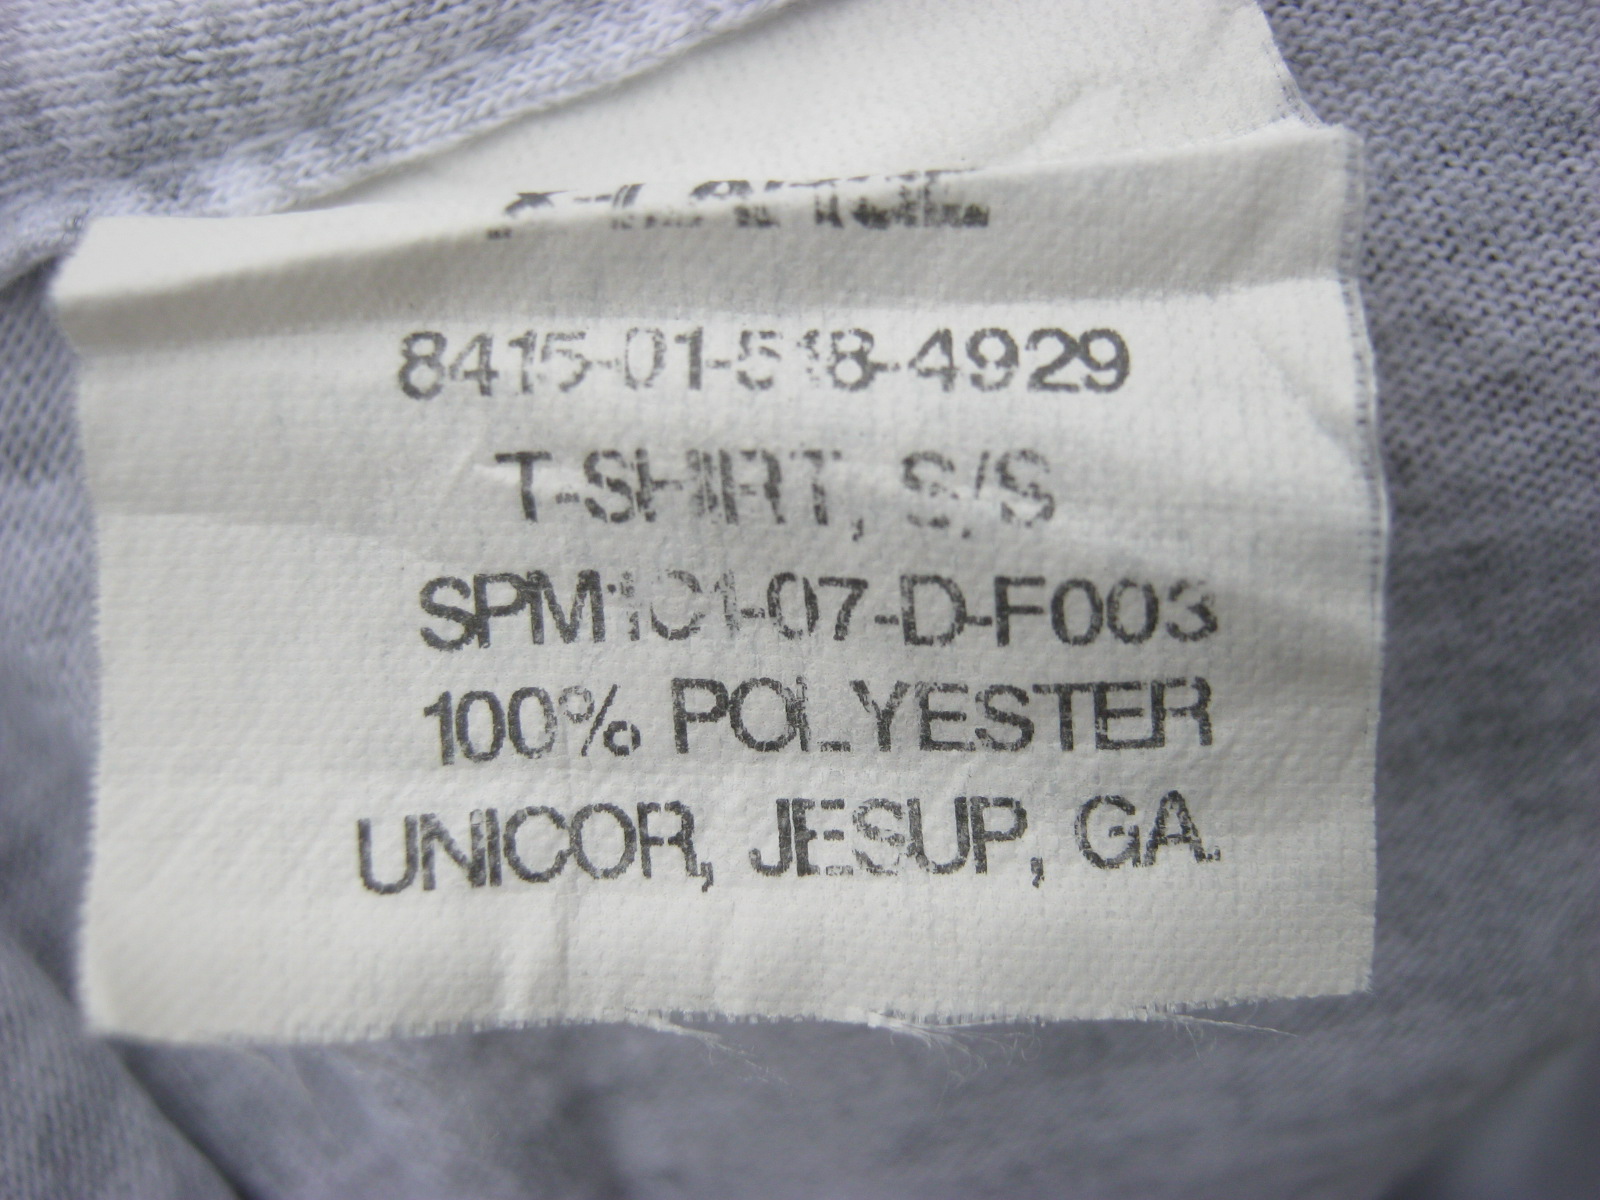 8415-01-518-4929
T-SHIRT, S/S
SPM1C1-07-D-F003
100% POLYESTER
UNICOR, JESUP, GA.